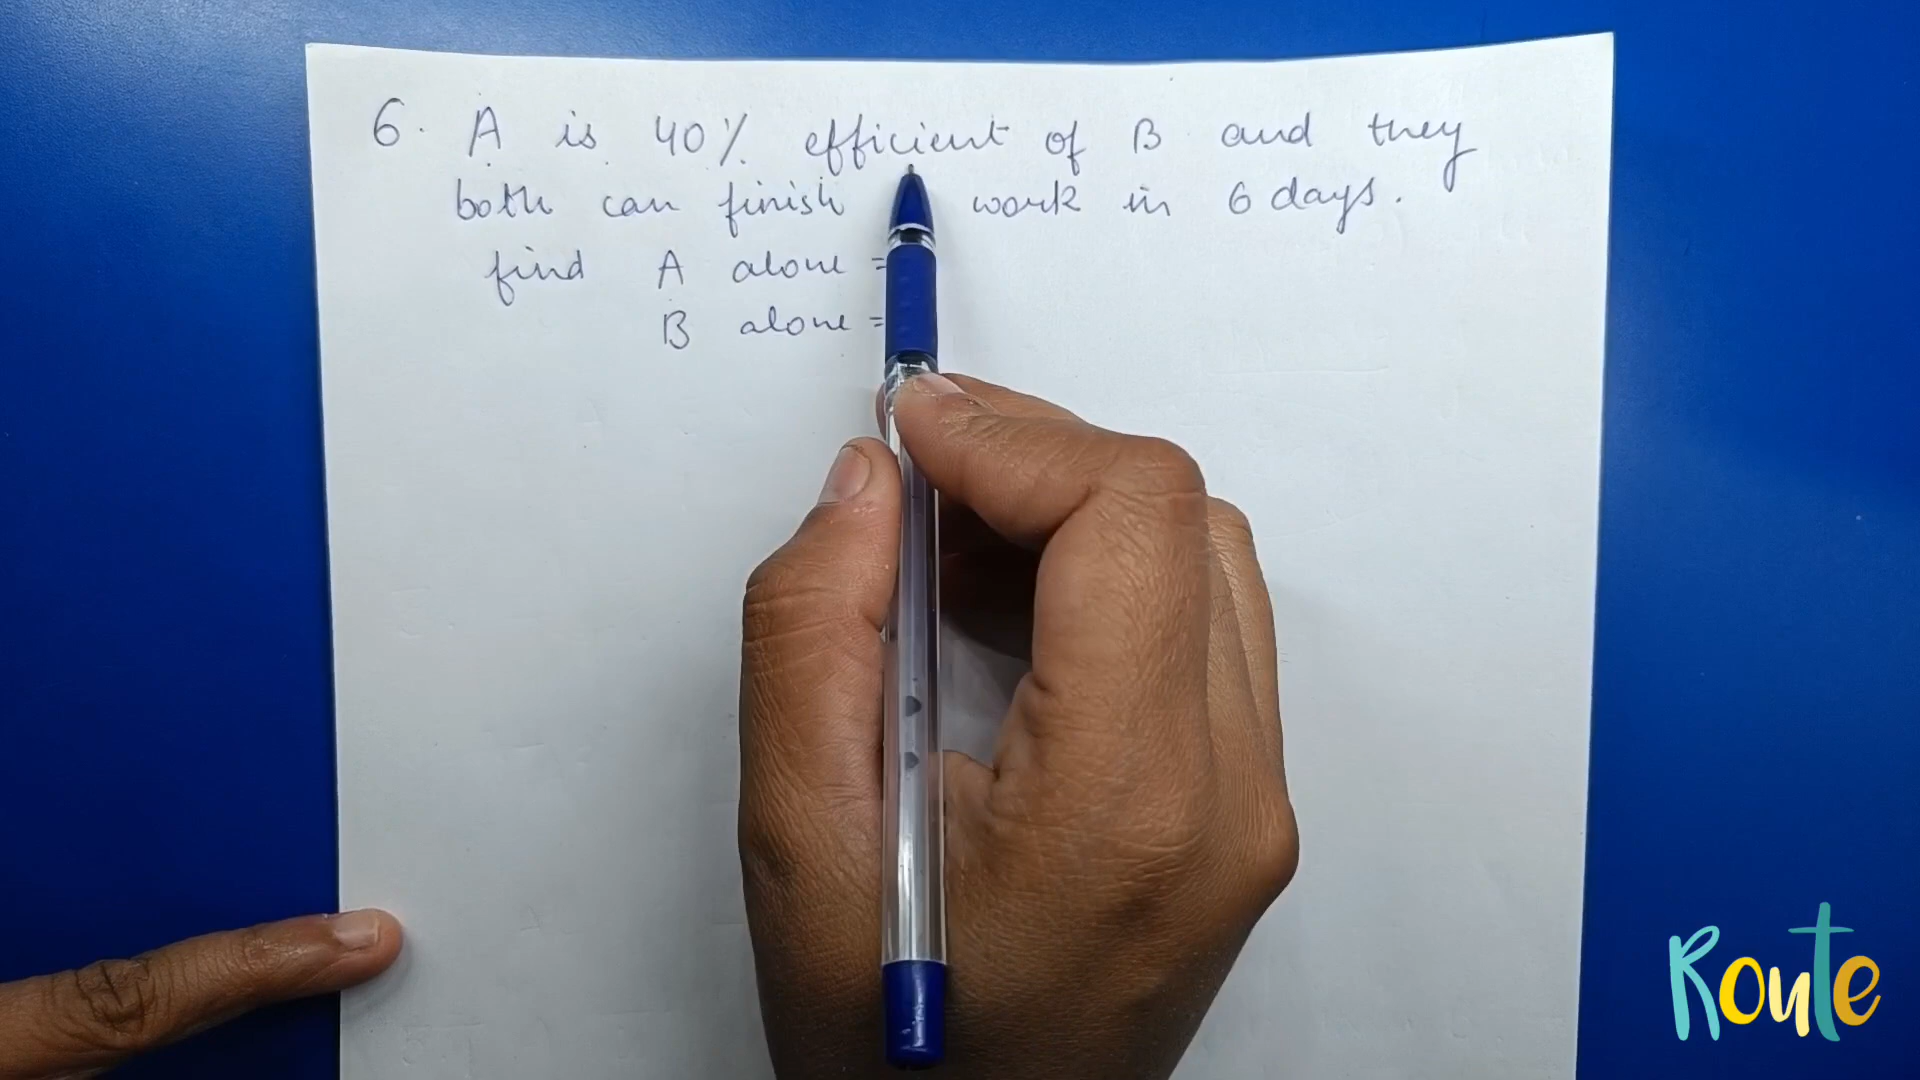 6. A is 40% efficient of B and they
both can finish work in 6 days.
find A alone =
B alone =
Route